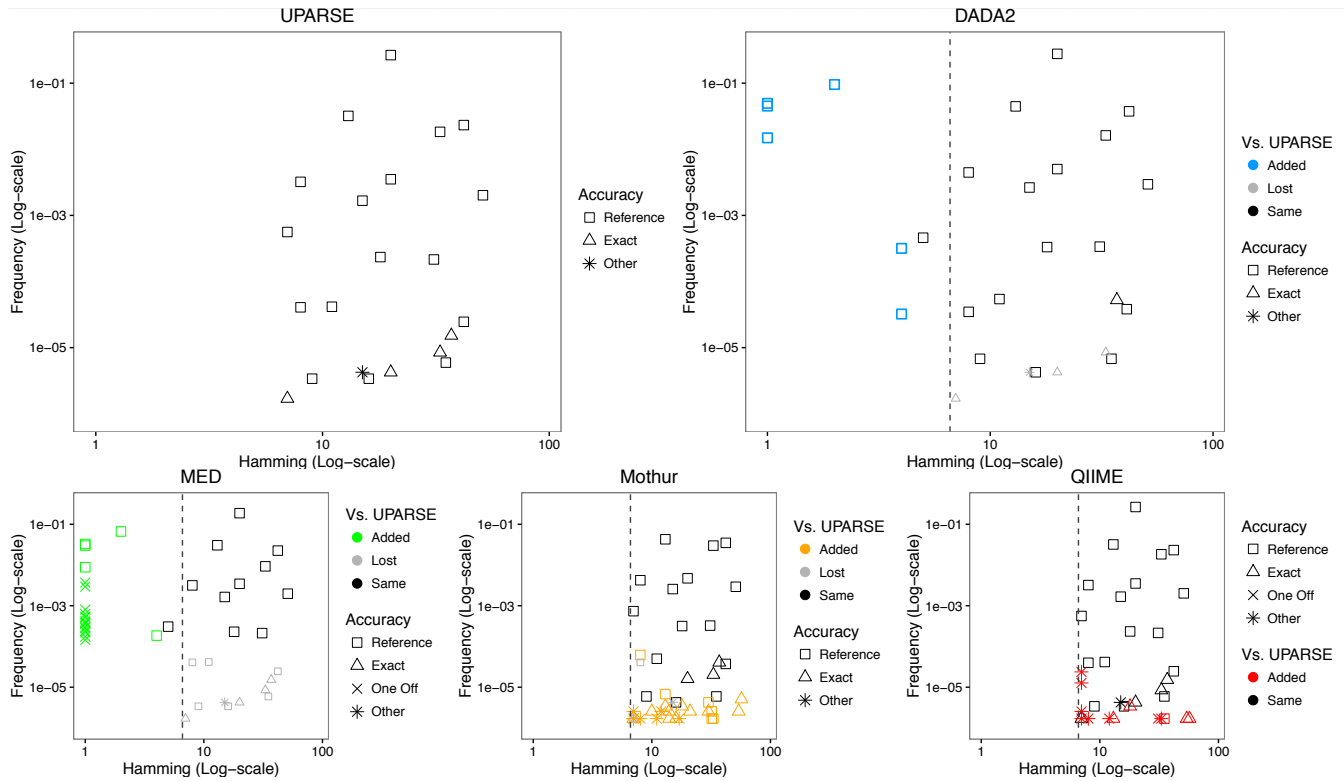 UPARSE
1e−01
1e−03
1e−05
Frequency (Log−scale)
1
10
100
Hamming (Log−scale)
Accuracy
Reference
Exact
Other
DADA2
1e−01
1e−03
1e−05
Frequency (Log−scale)
1
10
100
Hamming (Log−scale)
Vs. UPARSE
Added
Lost
Same
Accuracy
Reference
Exact
Other
MED
1e−01
1e−03
1e−05
Frequency (Log−scale)
1
10
100
Hamming (Log−scale)
Vs. UPARSE
Added
Lost
Same
Accuracy
Reference
Exact
One Off
Other
Mothur
1e−01
1e−03
1e−05
Frequency (Log−scale)
1
10
100
Hamming (Log−scale)
Vs. UPARSE
Added
Lost
Same
Accuracy
Reference
Exact
Other
QIIME
1e−01
1e−03
1e−05
Frequency (Log−scale)
1
10
100
Hamming (Log−scale)
Accuracy
Reference
Exact
One Off
Other
Vs. UPARSE
Added
Same